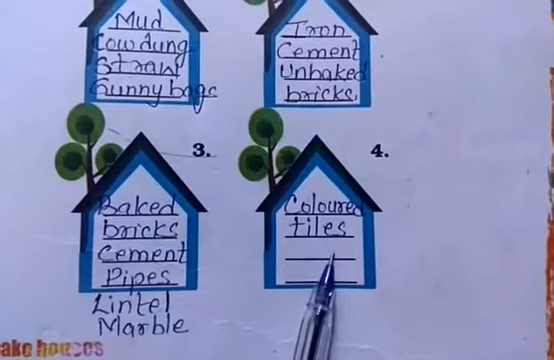 Mud
Cowdung
Straw
Gunny bags
Iron
Cement
Unbaked
bricks.
3.
Baked
bricks
Cement
Pipes
Lintel
Marble
4.
Coloured
tiles
houses